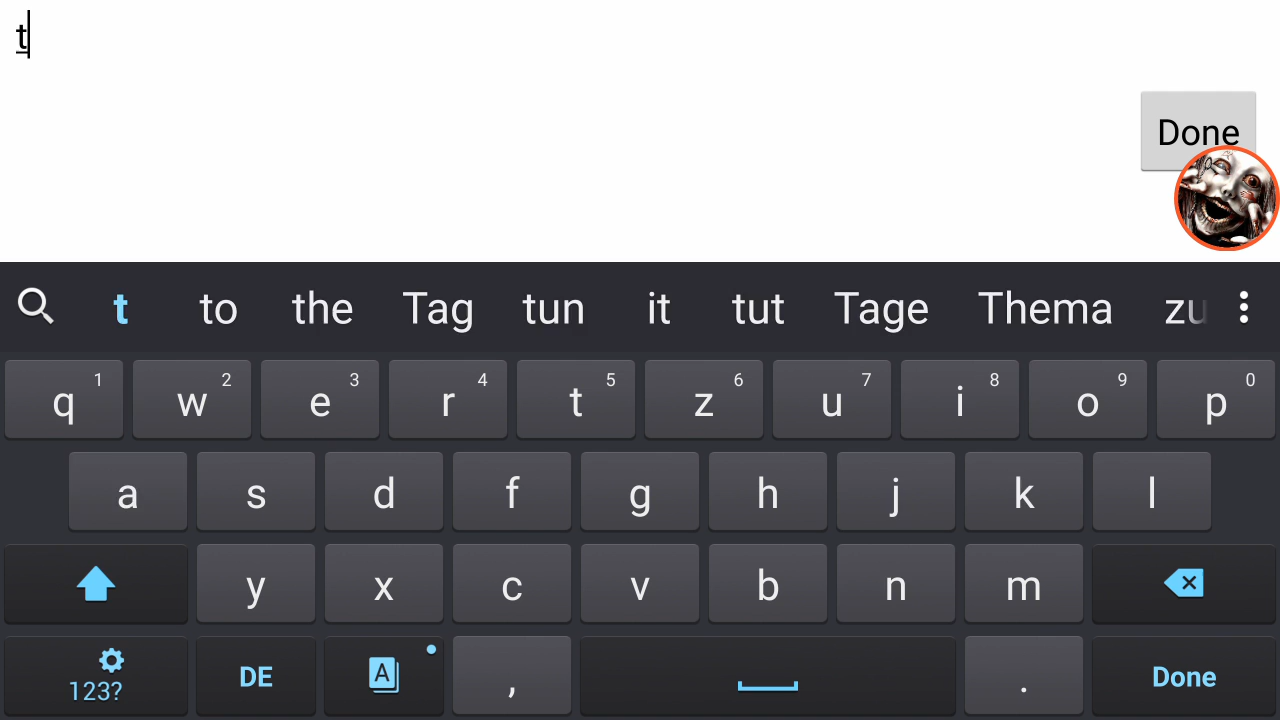 t
Done
t to the Tag tun it tut Tage Thema zu
q 1 w 2 e 3 r 4 t 5 z 6 u 7 i 8 o 9 p 0
a s d f g h j k l
y x c v b n m
123? DE A , . Done